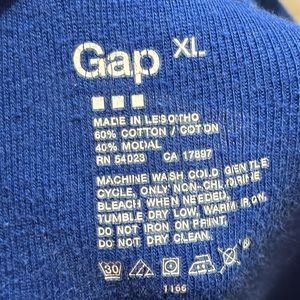 Gap XL
MADE IN LESOTHO
60% COTTON / COTON
40% MODAL
RN 54023 CA 17897
MACHINE WASH COLD GENTLE
CYCLE, ONLY NON-CHLORINE
BLEACH WHEN NEEDED,
TUMBLE DRY LOW, WARM IRON,
DO NOT IRON ON PRINT,
DO NOT DRY CLEAN.
30
1166